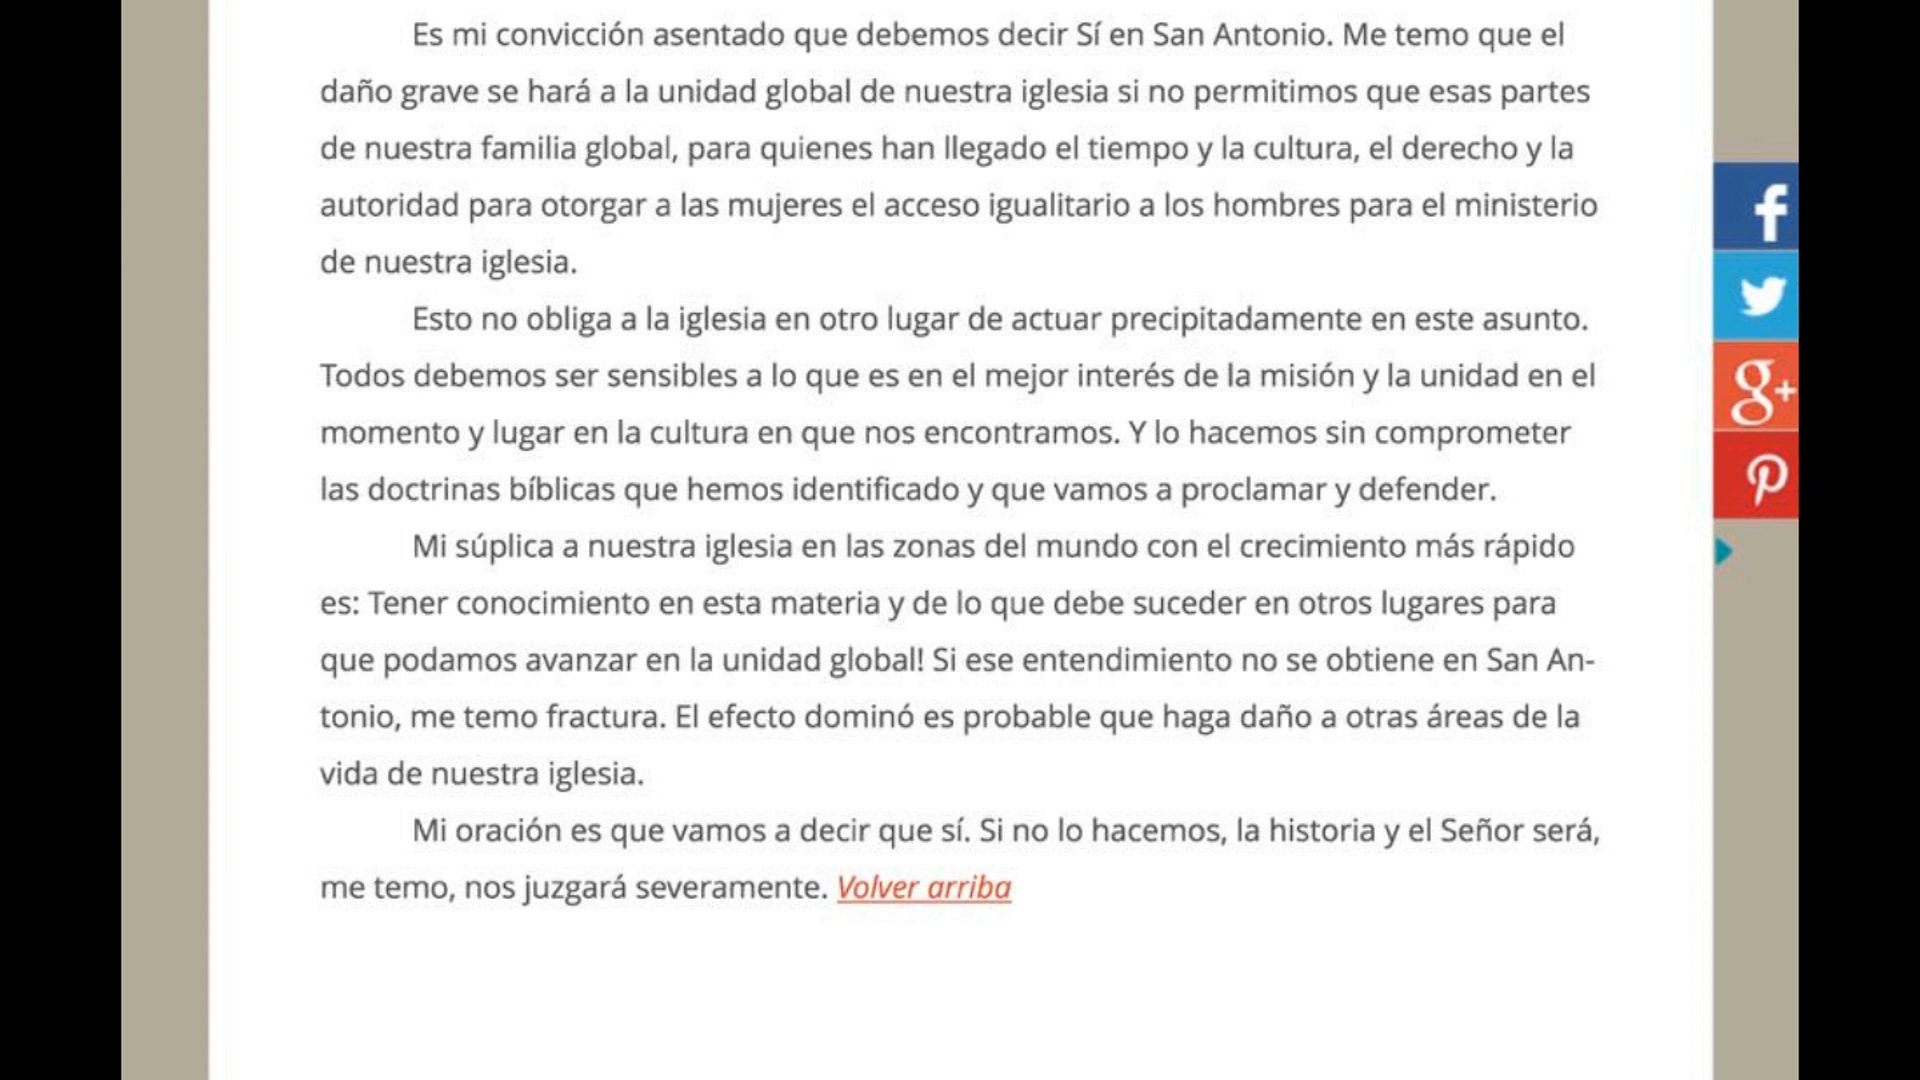 Es mi convicción asentado que debemos decir Sí en San Antonio. Me temo que el
daño grave se hará a la unidad global de nuestra iglesia si no permitimos que esas partes
de nuestra familia global, para quienes han llegado el tiempo y la cultura, el derecho y la
autoridad para otorgar a las mujeres el acceso igualitario a los hombres para el ministerio
de nuestra iglesia.
Esto no obliga a la iglesia en otro lugar de actuar precipitadamente en este asunto.
Todos debemos ser sensibles a lo que es en el mejor interés de la misión y la unidad en el
momento y lugar en la cultura en que nos encontramos. Y lo hacemos sin comprometer
las doctrinas bíblicas que hemos identificado y que vamos a proclamar y defender.
Mi súplica a nuestra iglesia en las zonas del mundo con el crecimiento más rápido
es: Tener conocimiento en esta materia y de lo que debe suceder en otros lugares para
que podamos avanzar en la unidad global! Si ese entendimiento no se obtiene en San An-
tonio, me temo fractura. El efecto dominó es probable que haga daño a otras áreas de la
vida de nuestra iglesia.
Mi oración es que vamos a decir que sí. Si no lo hacemos, la historia y el Señor será,
me temo, nos juzgará severamente. Volver arriba
f
g+